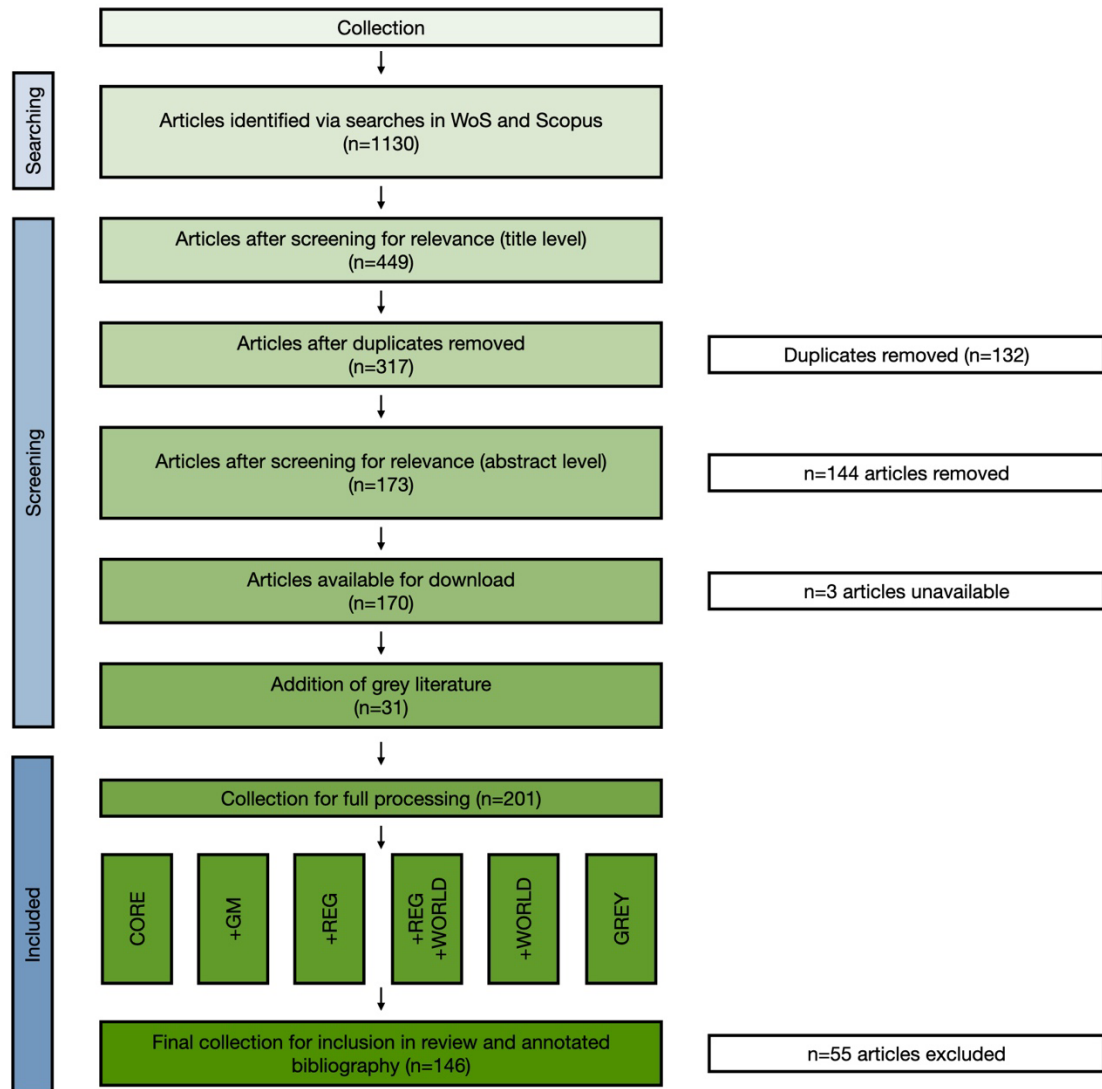 Collection
Searching
Articles identified via searches in WoS and Scopus
(n=1130)
Screening
Articles after screening for relevance (title level)
(n=449)
Articles after duplicates removed
(n=317)
Duplicates removed (n=132)
Articles after screening for relevance (abstract level)
(n=173)
n=144 articles removed
Articles available for download
(n=170)
n=3 articles unavailable
Addition of grey literature
(n=31)
Included
Collection for full processing (n=201)
CORE
+GM
+REG
+REG
+WORLD
+WORLD
GREY
Final collection for inclusion in review and annotated
bibliography (n=146)
n=55 articles excluded